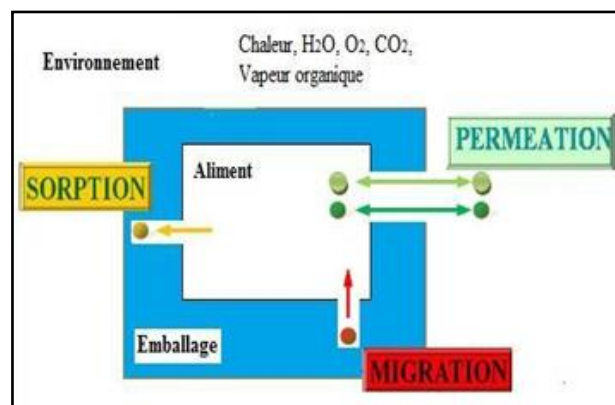 Chaleur, H2O, O2, CO2,
Environnement
Vapeur organique
PERMEATION
Aliment
SORPTION
Emballage
MIGRATION